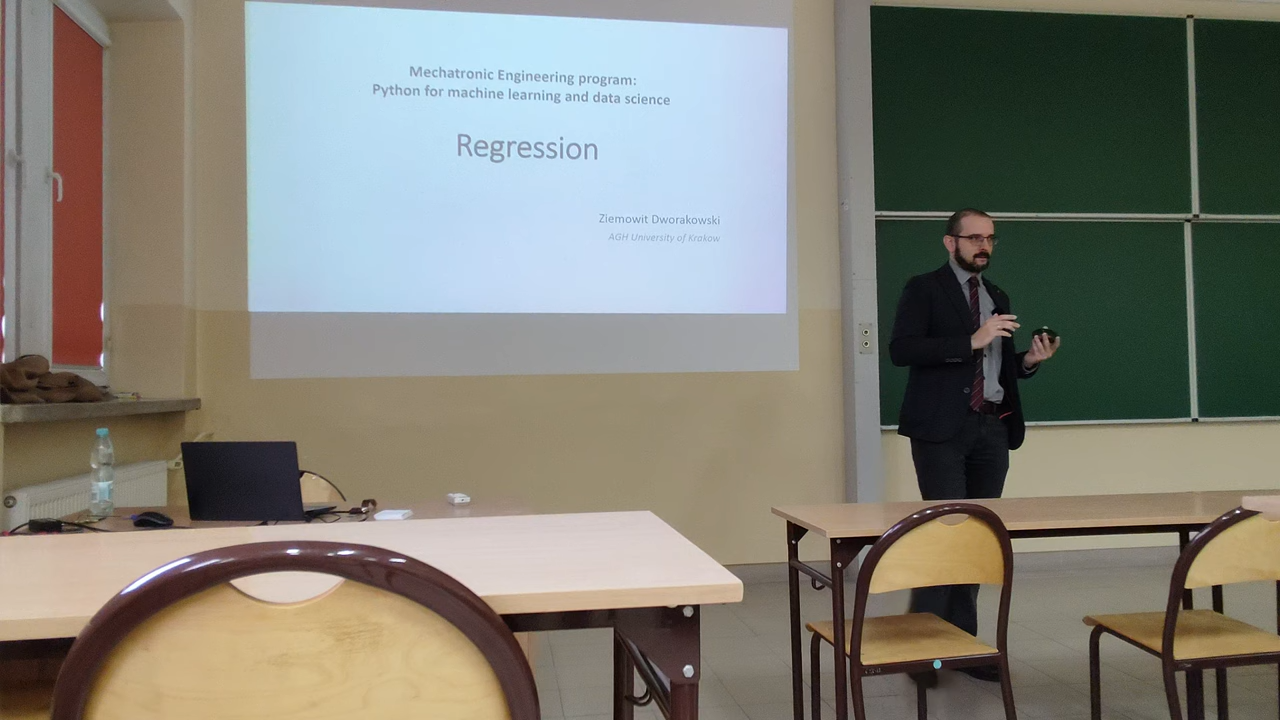 Mechatronic Engineering program:
Python for machine learning and data science
Regression
Ziemowit Dworakowski
AGH University of Krakow